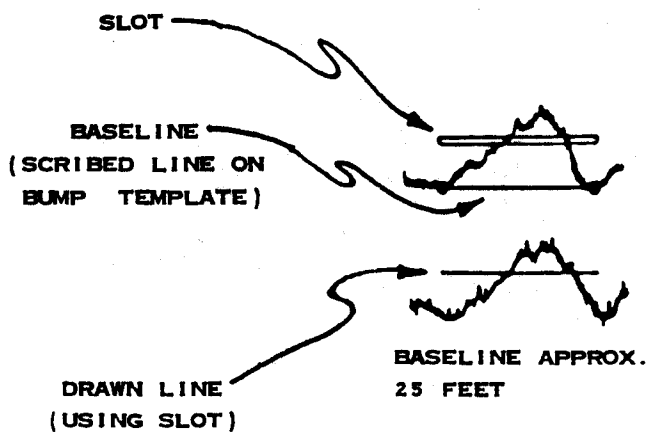 SLOT
BASELINE
(SCRIBED LINE ON
BUMP TEMPLATE)
BASELINE APPROX.
25 FEET
DRAWN LINE
(USING SLOT)